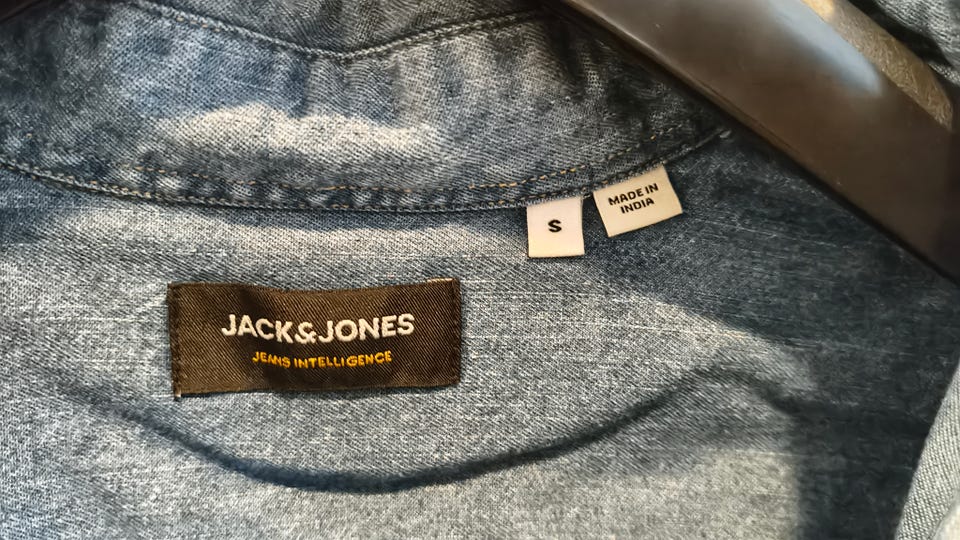 JACK&JONES
JEANS INTELLIGENCE
S
MADE IN
INDIA